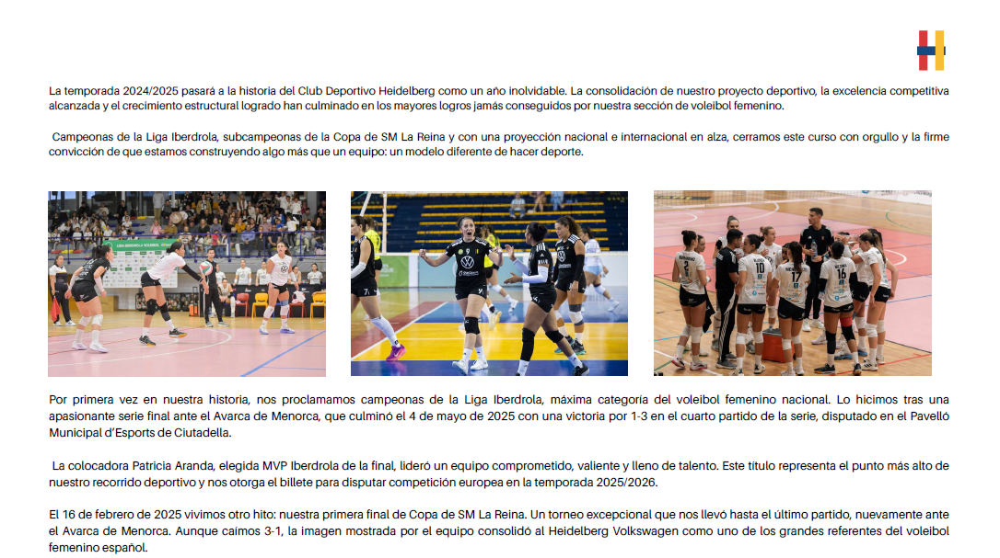 La temporada 2024/2025 pasará a la historia del Club Deportivo Heidelberg como un año inolvidable. La consolidación de nuestro proyecto deportivo, la excelencia competitiva
alcanzada y el crecimiento estructural logrado han culminado en los mayores logros jamás conseguidos por nuestra sección de voleibol femenino.
Campeonas de la Liga Iberdrola, subcampeonas de la Copa de SM La Reina y con una proyección nacional e internacional en alza, cerramos este curso con orgullo y la firme
convicción de que estamos construyendo algo más que un equipo: un modelo diferente de hacer deporte.
9
10
17
16
Por primera vez en nuestra historia, nos proclamamos campeonas de la Liga Iberdrola, máxima categoría del voleibol femenino nacional. Lo hicimos tras una
apasionante serie final ante el Avarca de Menorca, que culminó el 4 de mayo de 2025 con una victoria por 1-3 en el cuarto partido de la serie, disputado en el Pavelló
Municipal d'Esports de Ciutadella.
La colocadora Patricia Aranda, elegida MVP Iberdrola de la final, lideró un equipo comprometido, valiente y lleno de talento. Este título representa el punto más alto de
nuestro recorrido deportivo y nos otorga el billete para disputar competición europea en la temporada 2025/2026.
El 16 de febrero de 2025 vivimos otro hito: nuestra primera final de Copa de SM La Reina. Un torneo excepcional que nos llevó hasta el último partido, nuevamente ante
el Avarca de Menorca. Aunque caímos 3-1, la imagen mostrada por el equipo consolidó al Heidelberg Volkswagen como uno de los grandes referentes del voleibol
femenino español.